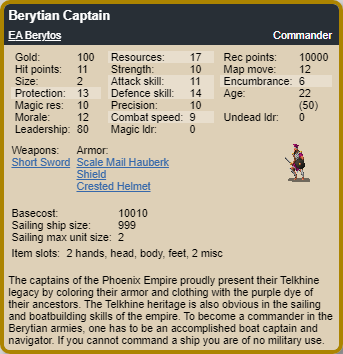 Berytian Captain
EA Berytos Commander
Gold: 100 Resources: 17 Rec points: 10000
Hit points: 11 Strength: 10 Map move: 12
Size: 2 Attack skill: 11 Encumbrance: 6
Protection: 13 Defence skill: 14 Age: 22
Magic res: 10 Precision: 10 (50)
Morale: 12 Combat speed: 9 Undead ldr: 0
Leadership: 80 Magic ldr: 0
Weapons: Armor:
Short Sword Scale Mail Hauberk
Shield
Crested Helmet
Basecost: 10010
Sailing ship size: 999
Sailing max unit size: 2
Item slots: 2 hands, head, body, feet, 2 misc
The captains of the Phoenix Empire proudly present their Telkhine
legacy by coloring their armor and clothing with the purple dye of
their ancestors. The Telkhine heritage is also obvious in the sailing
and boatbuilding skills of the empire. To become a commander in the
Berytian armies, one has to be an accomplished boat captain and
navigator. If you cannot command a ship you are of no military use.